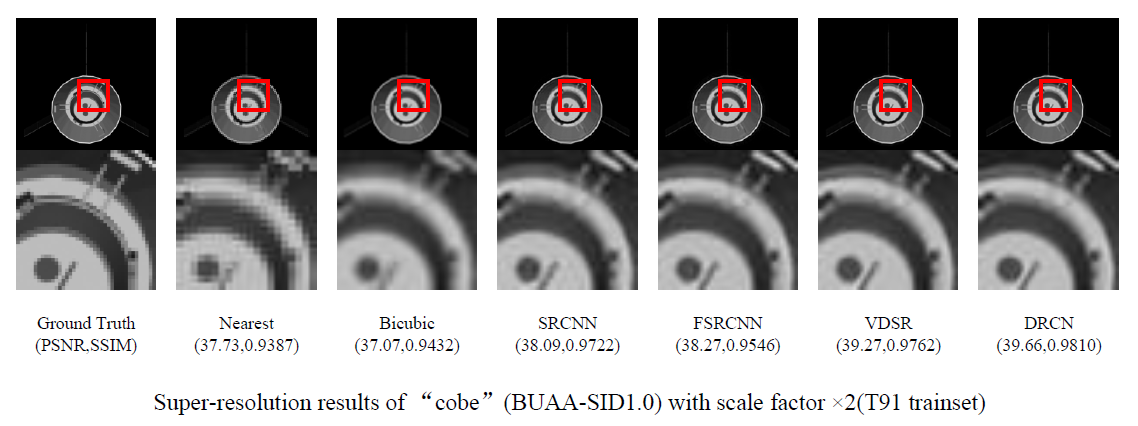 Ground Truth
(PSNR,SSIM)
Nearest
(37.73,0.9387)
Bicubic
(37.07,0.9432)
SRCNN
(38.09,0.9722)
FSRCNN
(38.27,0.9546)
VDSR
(39.27,0.9762)
DRCN
(39.66,0.9810)
Super-resolution results of “cobe” (BUAA-SID1.0) with scale factor ×2(T91 trainset)